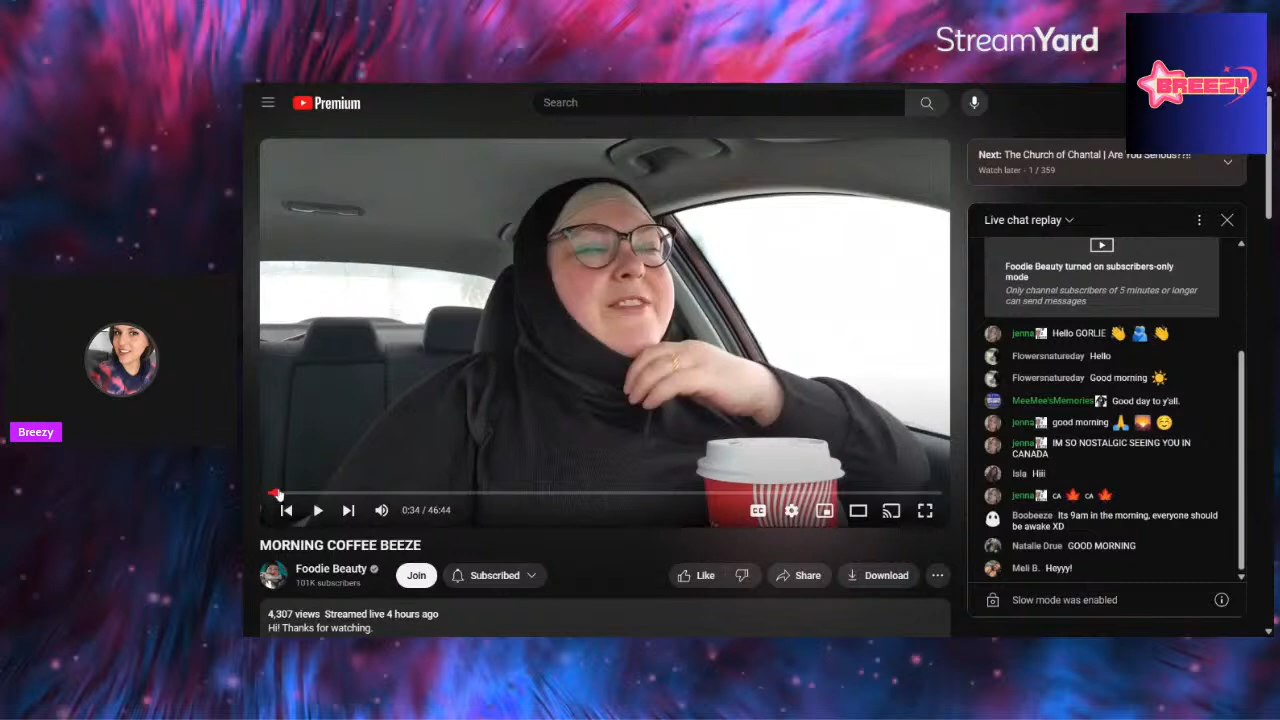 StreamYard
BREEZY
Premium
Search
Next: The Church of Chantal | Are You Serious??!!
Watch later - 1 / 359
Live chat replay
Foodie Beauty turned on subscribers-only
mode
Only channel subscribers of 5 minutes or longer
can send messages
jenna Hello GORLIE 👋 🫂 👋
Flowersnatureday Hello
Flowersnatureday Good morning ☀️
MeeMee'sMemories Good day to y'all.
jenna good morning 🙏 🌅 😊
jenna IM SO NOSTALGIC SEEING YOU IN
CANADA
Isla Hiii
jenna CA 🍁 CA 🍁
Boobeeze Its 9am in the morning, everyone should
be awake XD
Natalie Drue GOOD MORNING
Meli B. Heyyy!
Slow mode was enabled
Breezy
0:34 / 46:44
CC
MORNING COFFEE BEEZE
Foodie Beauty
101K subscribers
Join
Subscribed
Like
Share
Download
4,307 views Streamed live 4 hours ago
Hi! Thanks for watching.